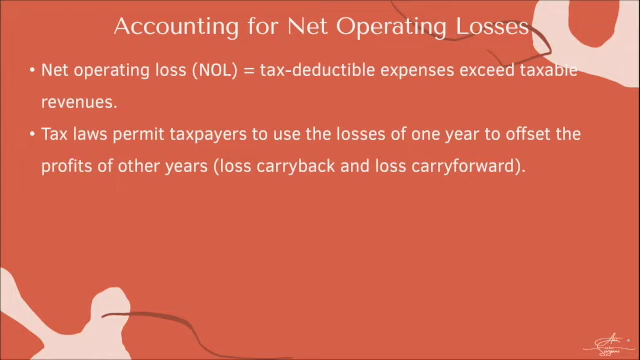 Accounting for Net Operating Losses
• Net operating loss (NOL) = tax-deductible expenses exceed taxable
revenues.
• Tax laws permit taxpayers to use the losses of one year to offset the
profits of other years (loss carryback and loss carryforward).